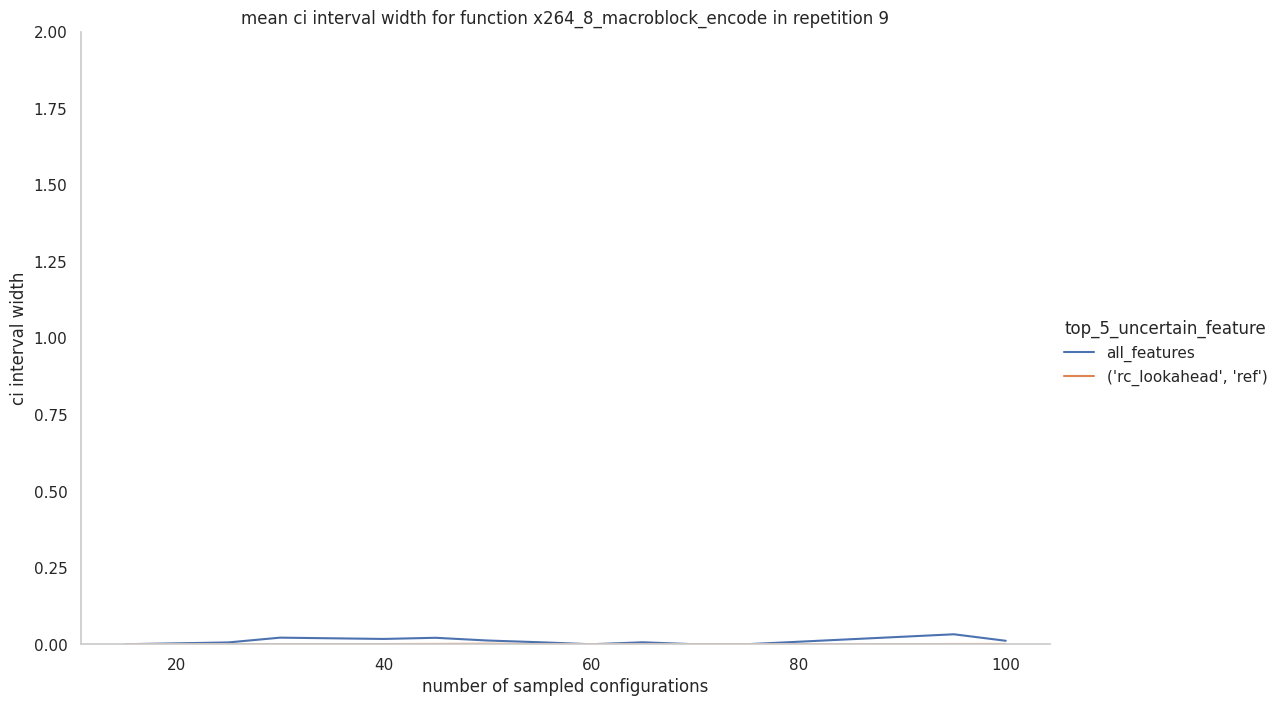 mean ci interval width for function x264_8_macroblock_encode in repetition 9
2.00
1.75
1.50
1.25
1.00
0.75
0.50
0.25
0.00
ci interval width
20
40
60
80
100
number of sampled configurations
top_5_uncertain_feature
all_features
('rc_lookahead', 'ref')